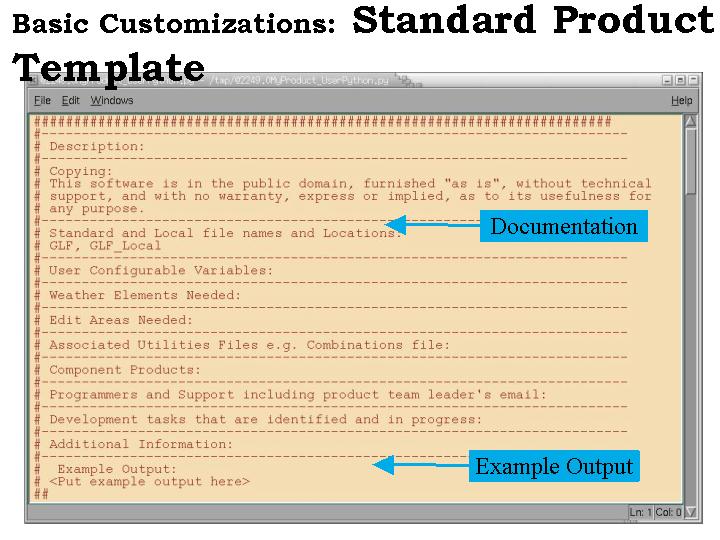 Basic Customizations: Standard Product
Template
/tmp/02249.0MyProduct_UserPython.py
File Edit Windows Help
########################################################################
#-------------------------------------------------------------------------
# Description:
#-------------------------------------------------------------------------
# Copying:
# This software is in the public domain, furnished "as is", without technical
# support, and with no warranty, express or implied, as to its usefulness for
# any purpose.
#-------------------------------------------------------------------------
# Standard and Local file names and Locations:
# GLF, GLF_Local
#-------------------------------------------------------------------------
# User Configurable Variables:
#-------------------------------------------------------------------------
# Weather Elements Needed:
#-------------------------------------------------------------------------
# Edit Areas Needed:
#-------------------------------------------------------------------------
# Associated Utilities Files e.g. Combinations file:
#-------------------------------------------------------------------------
# Component Products:
#-------------------------------------------------------------------------
# Programmers and Support including product team leader's email:
#-------------------------------------------------------------------------
# Development tasks that are identified and in progress:
#-------------------------------------------------------------------------
# Additional Information:
#-------------------------------------------------------------------------
#  Example Output:
# <Put example output here>
##
Documentation
Example Output
Ln: 1 Col: 0